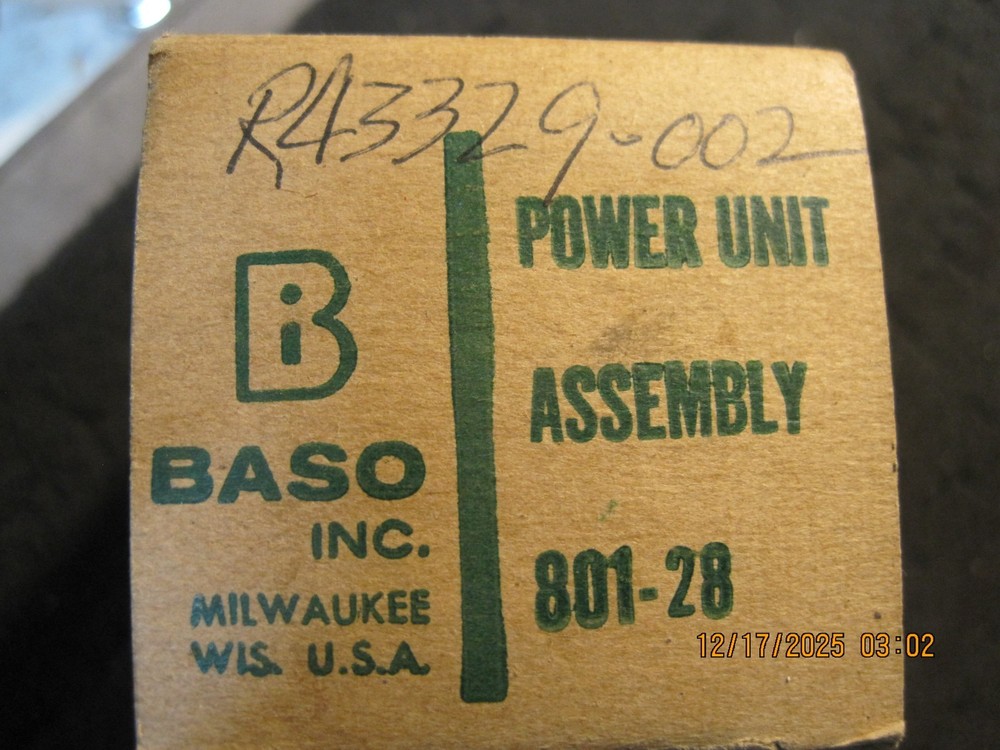 R43329-002
B
BASO
INC.
MILWAUKEE
WIS. U.S.A.
POWER UNIT
ASSEMBLY
801-28
12/17/2025 03:02